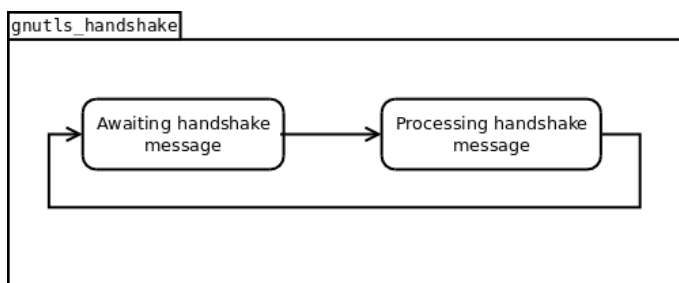 gnutls_handshake
Awaiting handshake
message
Processing handshake
message